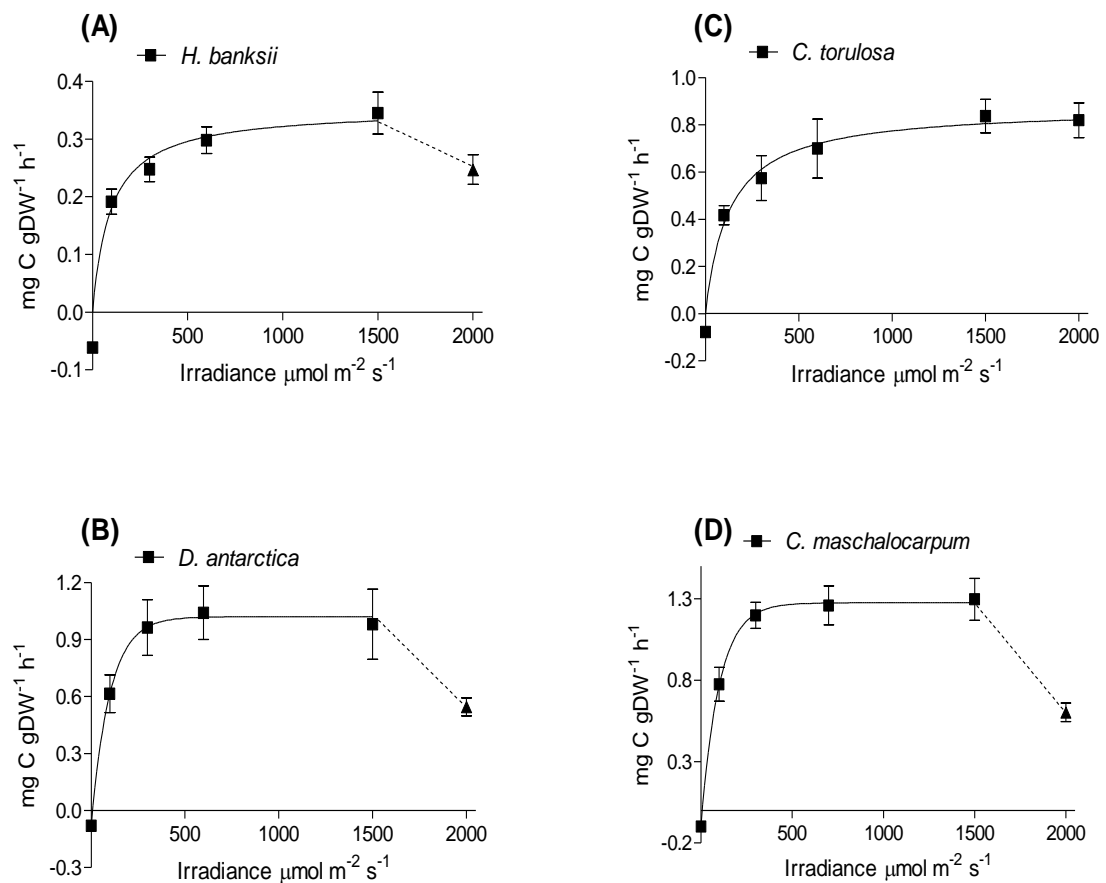 (A)
H. banksii
0.4
0.3
0.2
0.1
0.0
-0.1
500 1000 1500 2000
mg C gDW⁻¹ h⁻¹
Irradiance μmol m⁻² s⁻¹
(C)
C. torulosa
1.0
0.8
0.6
0.4
0.2
0.0
-0.2
500 1000 1500 2000
mg C gDW⁻¹ h⁻¹
Irradiance μmol m⁻² s⁻¹
(B)
D. antarctica
1.2
0.9
0.6
0.3
0.0
-0.3
500 1000 1500 2000
mg C gDW⁻¹ h⁻¹
Irradiance μmol m⁻² s⁻¹
(D)
C. maschalocarpum
1.3
0.8
0.3
-0.2
500 1000 1500 2000
mg C gDW⁻¹ h⁻¹
Irradiance μmol m⁻² s⁻¹